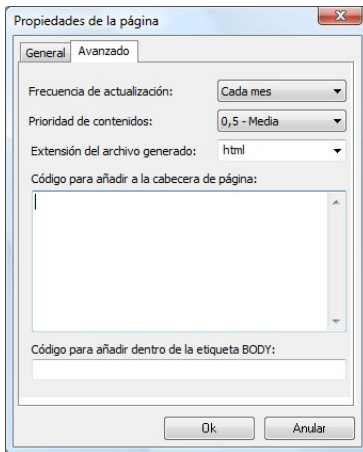 Propiedades de la página
General Avanzado
Frecuencia de actualización: Cada mes
Prioridad de contenidos: 0,5 - Media
Extensión del archivo generado: html
Código para añadir a la cabecera de página:
Código para añadir dentro de la etiqueta BODY:
Ok Anular